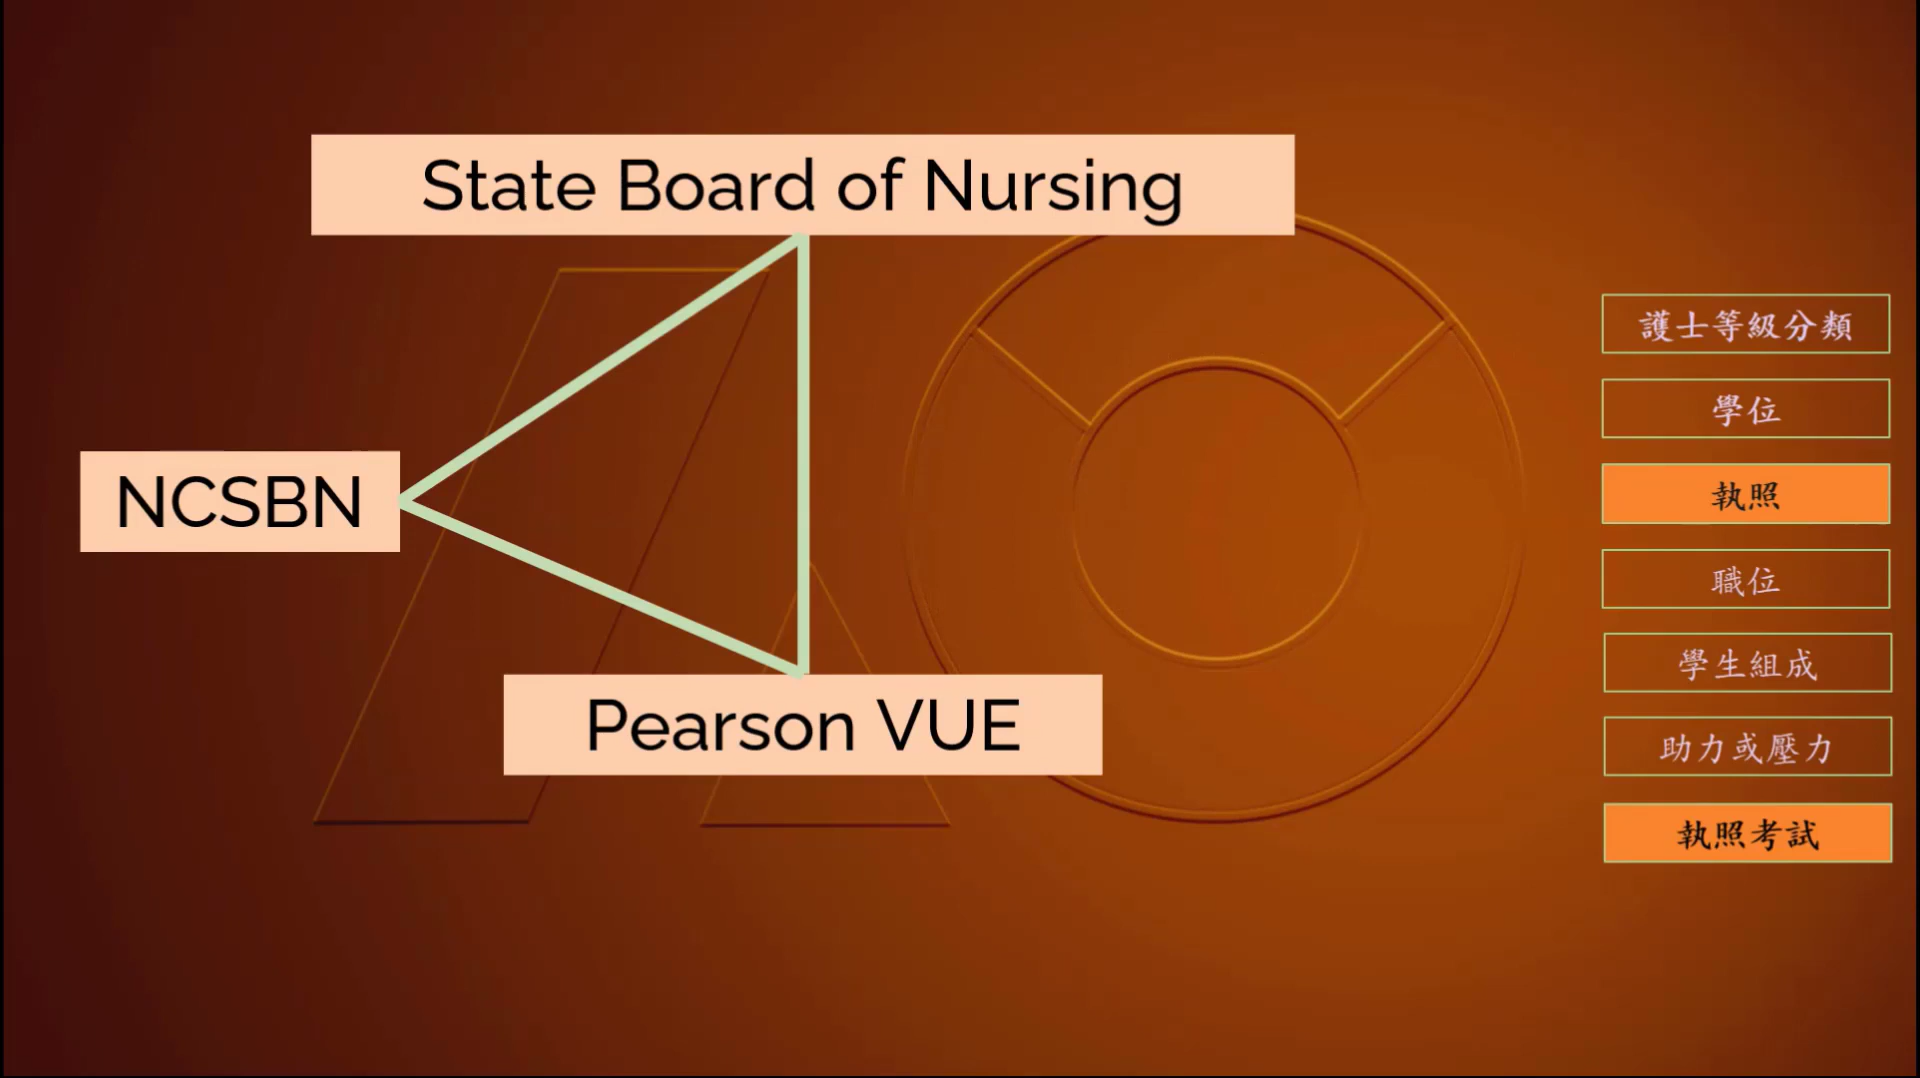 State Board of Nursing
NCSBN
Pearson VUE
護士等級分類
學位
執照
職位
學生組成
助力或壓力
執照考試